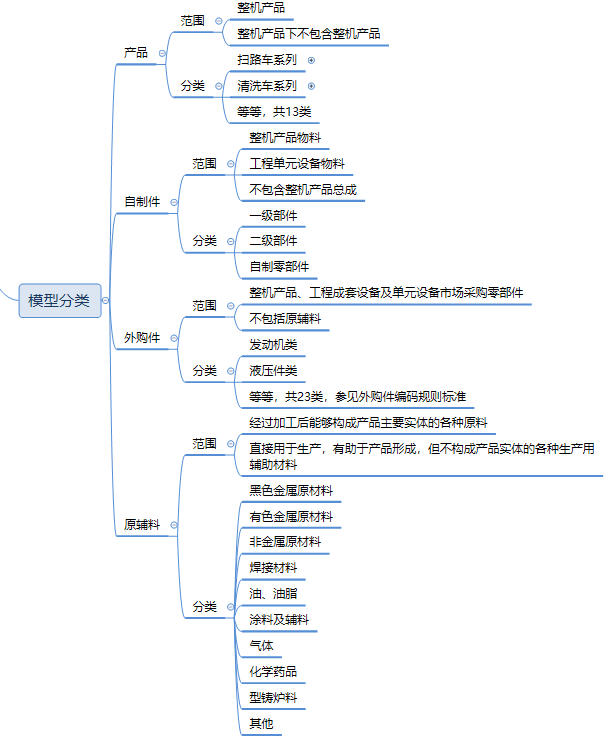 模型分类
产品
范围
整机产品
整机产品下不包含整机产品
分类
扫路车系列
清洗车系列
等等，共13类
自制件
范围
整机产品物料
工程单元设备物料
不包含整机产品总成
分类
一级部件
二级部件
自制零部件
外购件
范围
整机产品、工程成套设备及单元设备市场采购零部件
不包括原辅料
分类
发动机类
液压件类
等等，共23类，参见外购件编码规则标准
原辅料
范围
经过加工后能够构成产品主要实体的各种原料
直接用于生产，有助于产品形成，但不构成产品实体的各种生产用
辅助材料
分类
黑色金属原材料
有色金属原材料
非金属原材料
焊接材料
油、油脂
涂料及辅料
气体
化学药品
型铸炉料
其他